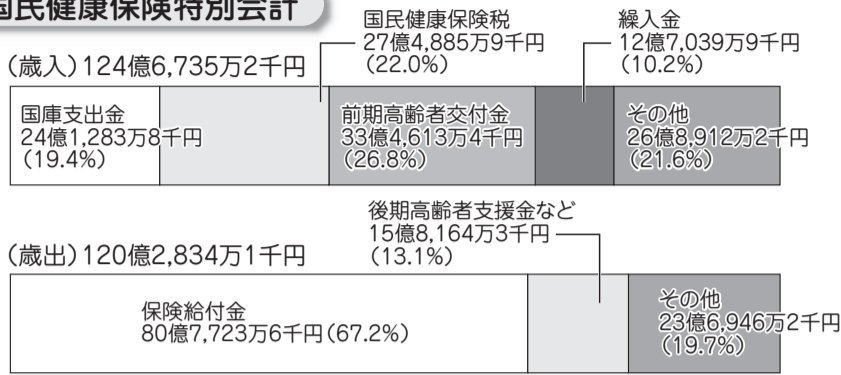 国民健康保険特別会計
(歳入)124億6,735万2千円
国民健康保険税
27億4,885万9千円
(22.0%)
繰入金
12億7,039万9千円
(10.2%)
国庫支出金
24億1,283万8千円
(19.4%)
前期高齢者交付金
33億4,613万4千円
(26.8%)
その他
26億8,912万2千円
(21.6%)
(歳出)120億2,834万1千円
後期高齢者支援金など
15億8,164万3千円
(13.1%)
保険給付金
80億7,723万6千円(67.2%)
その他
23億6,946万2千円
(19.7%)